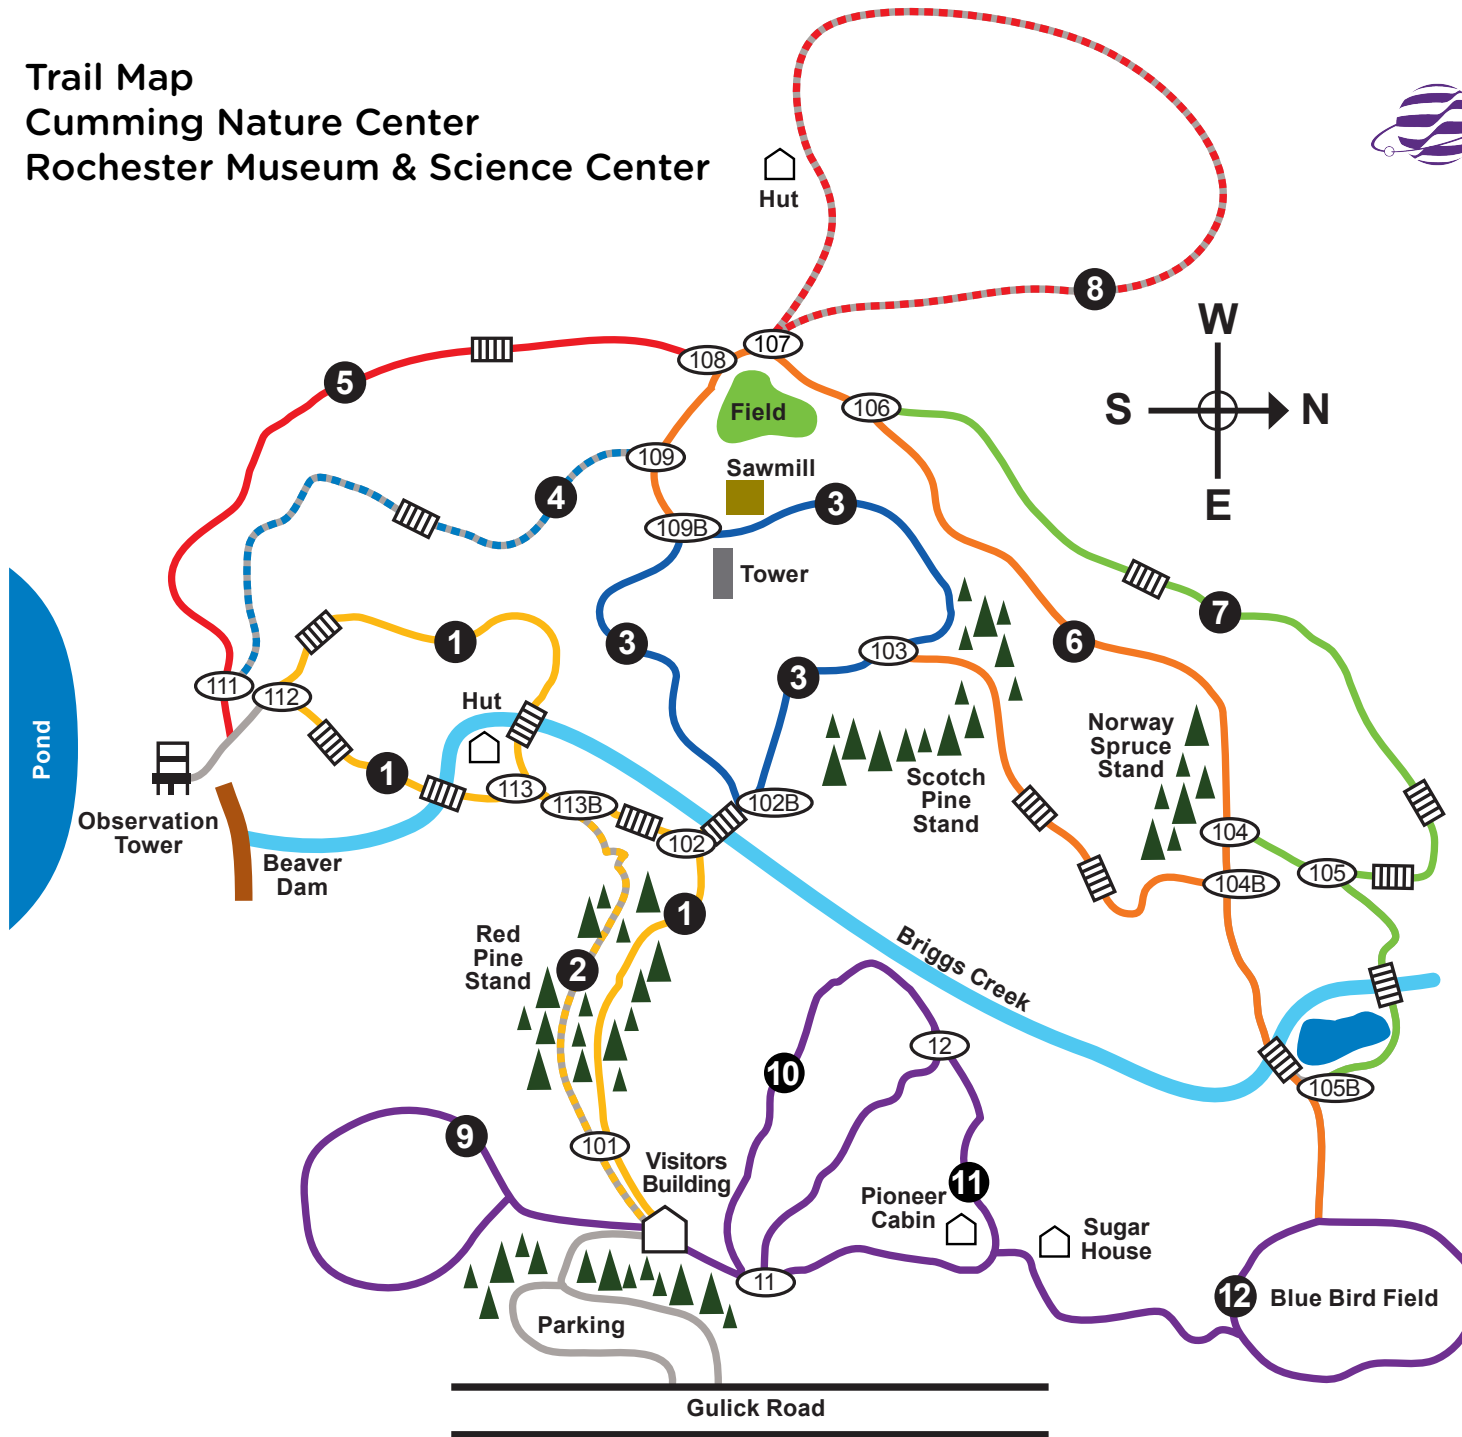 Trail Map
Cumming Nature Center
Rochester Museum & Science Center
Hut
8
W
S
N
E
107
108
5
106
Field
109
Sawmill
4
3
109B
Tower
7
1
3
6
103
3
111
112
Hut
Norway
Spruce
Stand
Pond
1
113
113B
102B
Scotch
Pine
Stand
Observation
Tower
102
104
Beaver
Dam
105
104B
1
Red
Pine
Stand
2
Briggs Creek
12
10
105B
9
101
Visitors
Building
11
Pioneer
Cabin
Sugar
House
11
12
Blue Bird Field
Parking
Gulick Road